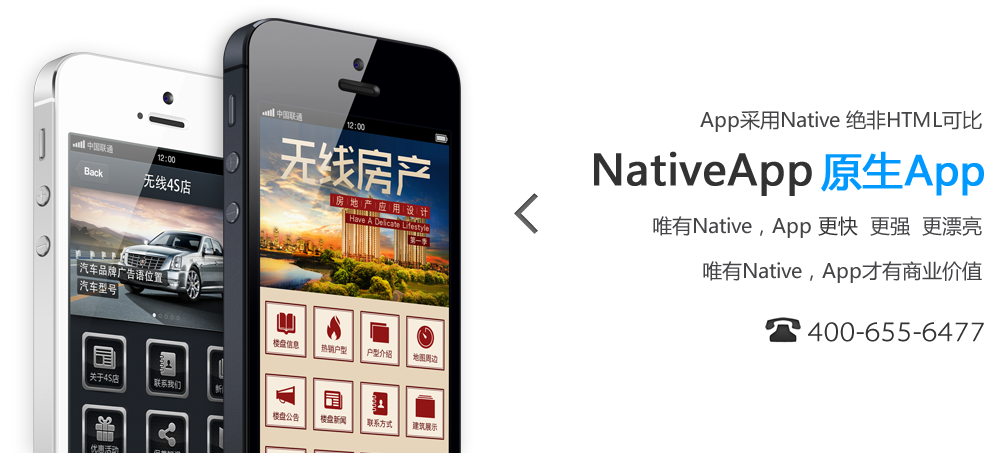 中国联通
12:00
Back
无线4S店
汽车品牌广告语位置
汽车型号
关于4S店
联系我们
优惠活动
中国联通
12:00
无线房产
房地产应用设计
Have A Delicate Lifestyle
第一季
楼盘信息
热销户型
户型介绍
地图周边
楼盘公告
楼盘新闻
联系方式
建筑展示
App采用Native 绝非HTML可比
NativeApp 原生App
唯有Native，App 更快 更强 更漂亮
唯有Native，App才有商业价值
400-655-6477